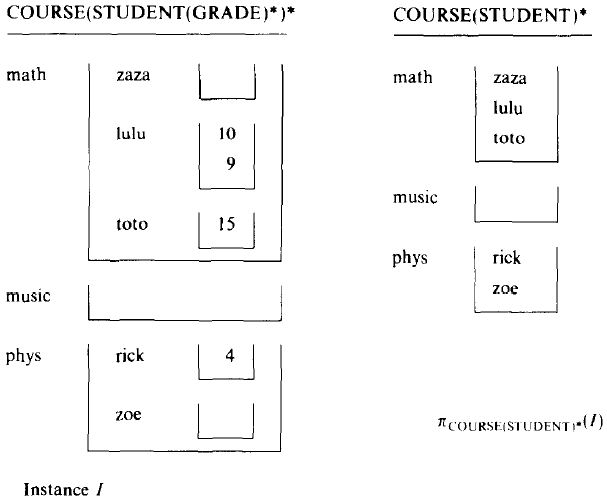 COURSE(STUDENT(GRADE)*)*
math zaza
lulu 10
9
toto 15
music
phys rick 4
zoe
Instance I
COURSE(STUDENT)*
math zaza
lulu
toto
music
phys rick
zoe
π COURSE(STUDENT)*(I)